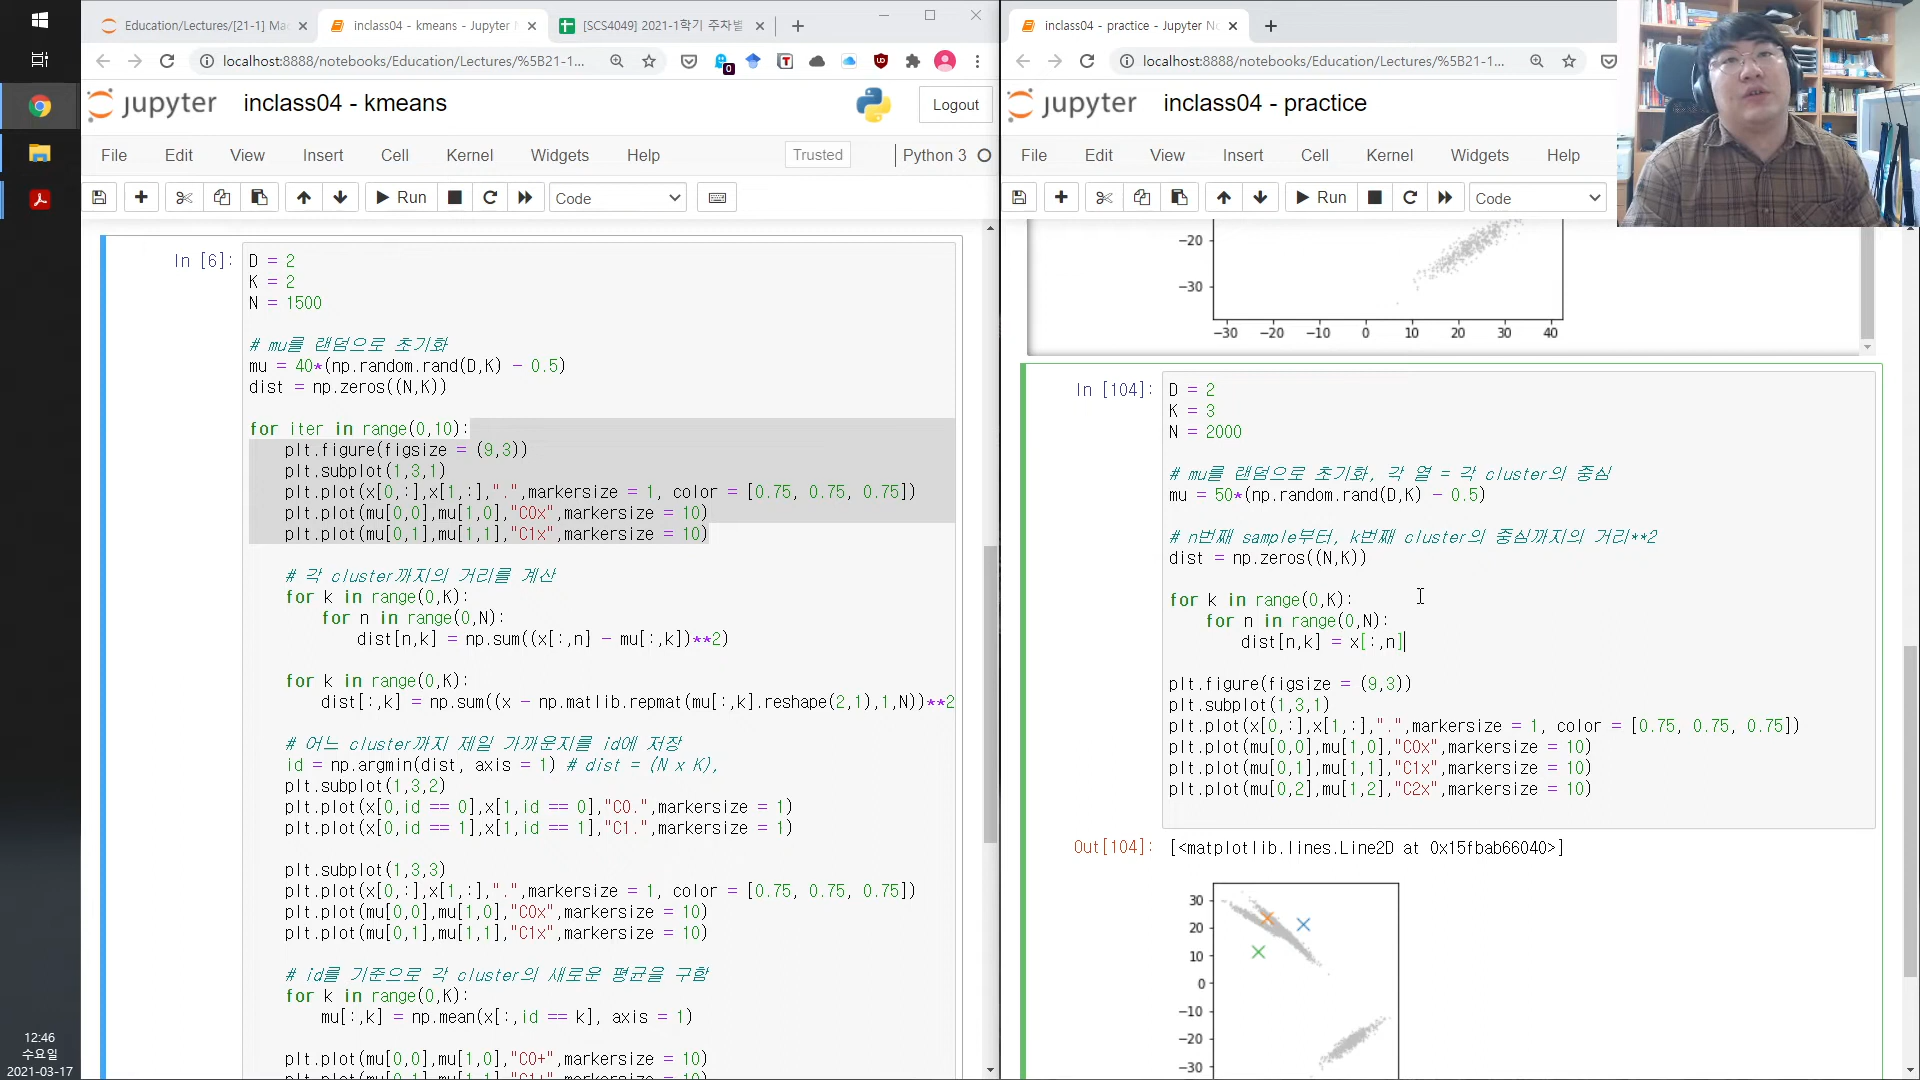 Education/Lectures/[21-1] Ma
inclass04 - kmeans - Jupyter
[SCS4049] 2021-1학기 주차별
localhost:8888/notebooks/Education/Lectures/%5B21-1...
jupyter
inclass04 - kmeans
Logout
File
Edit
View
Insert
Cell
Kernel
Widgets
Help
Trusted
Python 3
Run
Code
In [6]:
D = 2
K = 2
N = 1500
# mu를 랜덤으로 초기화
mu = 40*(np.random.rand(D,K) - 0.5)
dist = np.zeros((N,K))
for iter in range(0,10):
plt.figure(figsize = (9,3))
plt.subplot(1,3,1)
plt.plot(x[0,:],x[1,:],".",markersize = 1, color = [0.75, 0.75, 0.75])
plt.plot(mu[0,0],mu[1,0],"C0x",markersize = 10)
plt.plot(mu[0,1],mu[1,1],"C1x",markersize = 10)
# 각 cluster까지의 거리를 계산
for k in range(0,K):
for n in range(0,N):
dist[n,k] = np.sum((x[:,n] - mu[:,k])**2)
for k in range(0,K):
dist[:,k] = np.sum((x - np.matlib.repmat(mu[:,k].reshape(2,1),1,N))**2
# 어느 cluster까지 제일 가까운지를 id에 저장
id = np.argmin(dist, axis = 1) # dist = (N x K),
plt.subplot(1,3,2)
plt.plot(x[0,id == 0],x[1,id == 0],"C0.",markersize = 1)
plt.plot(x[0,id == 1],x[1,id == 1],"C1.",markersize = 1)
plt.subplot(1,3,3)
plt.plot(x[0,:],x[1,:],".",markersize = 1, color = [0.75, 0.75, 0.75])
plt.plot(mu[0,0],mu[1,0],"C0x",markersize = 10)
plt.plot(mu[0,1],mu[1,1],"C1x",markersize = 10)
# id를 기준으로 각 cluster의 새로운 평균을 구함
for k in range(0,K):
mu[:,k] = np.mean(x[:,id == k], axis = 1)
plt.plot(mu[0,0],mu[1,0],"C0+",markersize = 10)
plt.plot(mu[0,1],mu[1,1],"C1+",markersize = 10)
inclass04 - practice - Jupyter No
localhost:8888/notebooks/Education/Lectures/%5B21-1...
jupyter
inclass04 - practice
File
Edit
View
Insert
Cell
Kernel
Widgets
Help
Run
Code
-20
-30
-30 -20 -10 0 10 20 30 40
In [104]:
D = 2
K = 3
N = 2000
# mu를 랜덤으로 초기화, 각 열 = 각 cluster의 중심
mu = 50*(np.random.rand(D,K) - 0.5)
# n번째 sample부터, k번째 cluster의 중심까지의 거리**2
dist = np.zeros((N,K))
for k in range(0,K):
for n in range(0,N):
dist[n,k] = x[:,n]
plt.figure(figsize = (9,3))
plt.subplot(1,3,1)
plt.plot(x[0,:],x[1,:],".",markersize = 1, color = [0.75, 0.75, 0.75])
plt.plot(mu[0,0],mu[1,0],"C0x",markersize = 10)
plt.plot(mu[0,1],mu[1,1],"C1x",markersize = 10)
plt.plot(mu[0,2],mu[1,2],"C2x",markersize = 10)
Out[104]:
[<matplotlib.lines.Line2D at 0x15fbab66040>]
30
20
10
0
-10
-20
-30
12:46
수요일
2021-03-17